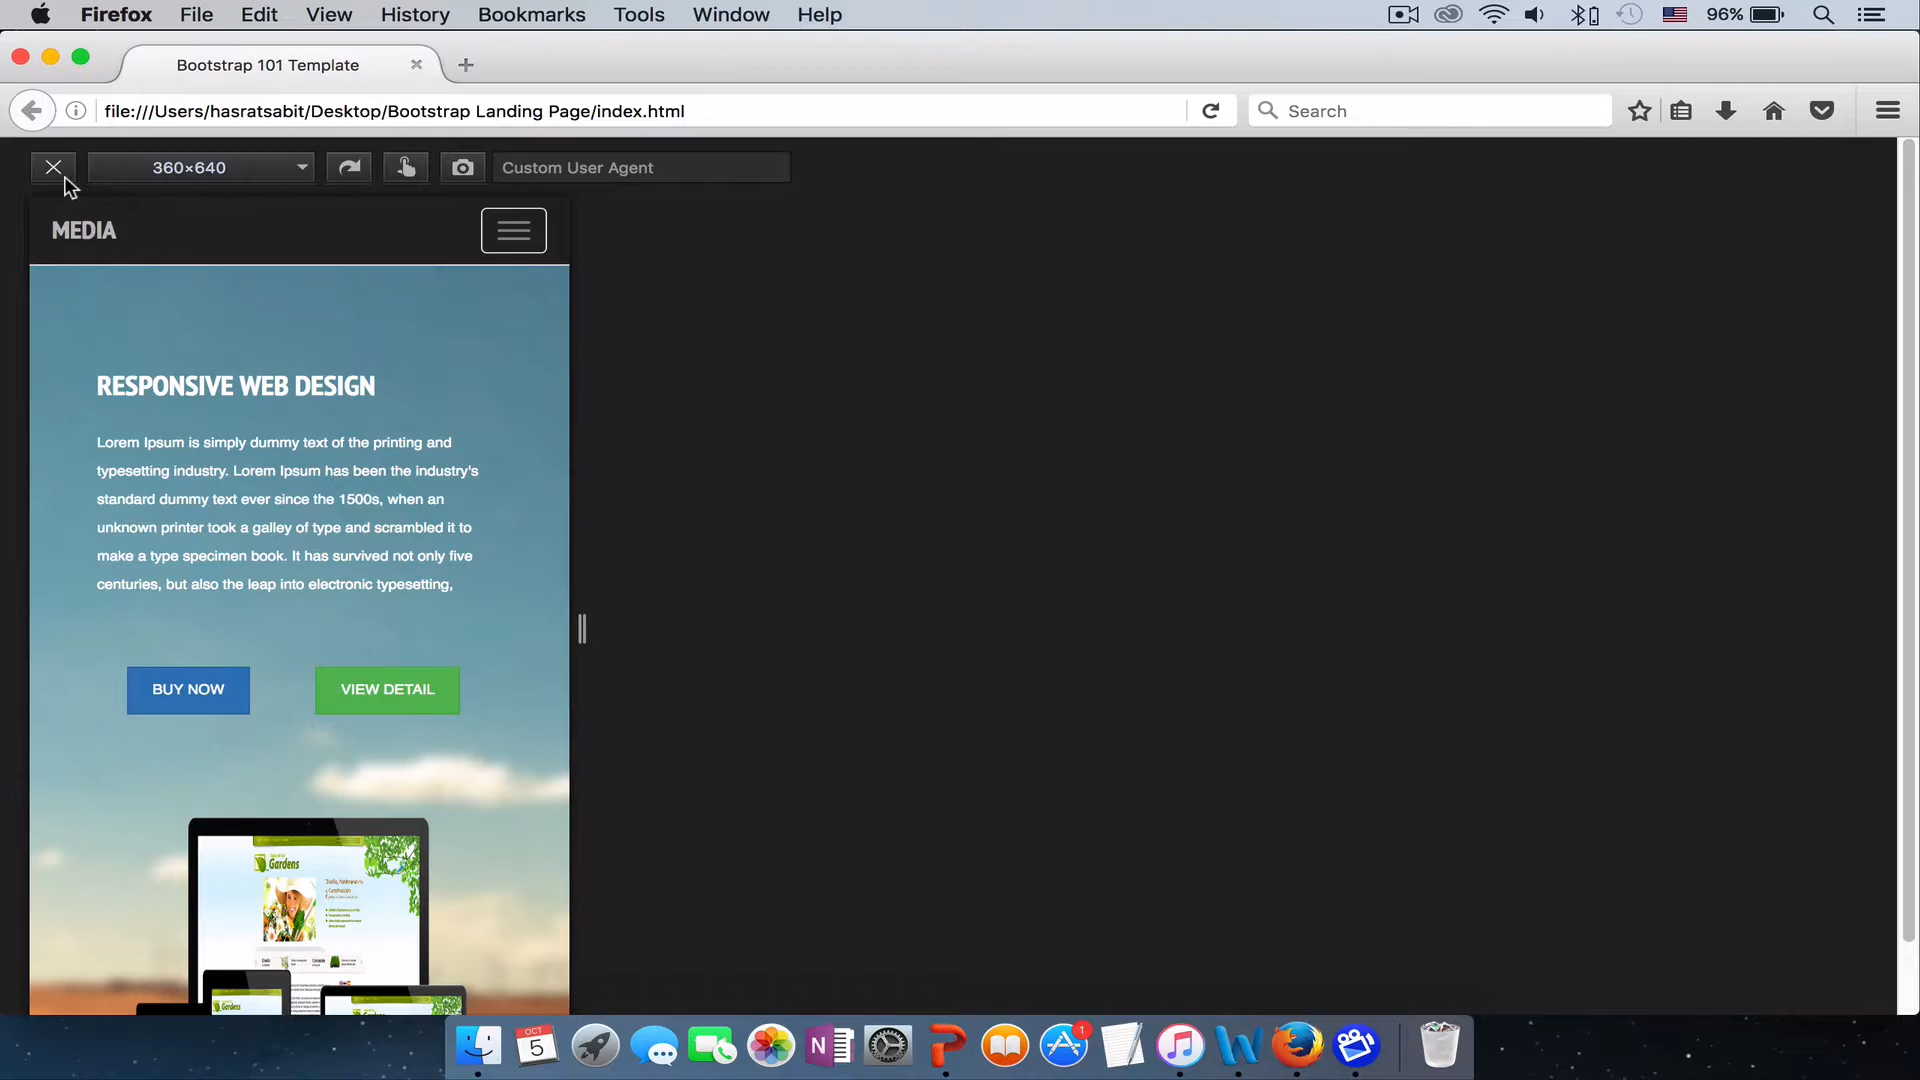 Firefox File Edit View History Bookmarks Tools Window Help 96%
Bootstrap 101 Template
file:///Users/hasratsabit/Desktop/Bootstrap Landing Page/index.html Search
360×640 Custom User Agent
MEDIA
RESPONSIVE WEB DESIGN
Lorem Ipsum is simply dummy text of the printing and
typesetting industry. Lorem Ipsum has been the industry's
standard dummy text ever since the 1500s, when an
unknown printer took a galley of type and scrambled it to
make a type specimen book. It has survived not only five
centuries, but also the leap into electronic typesetting,
BUY NOW VIEW DETAIL
Gardens
OCT
5
N
P
1
W